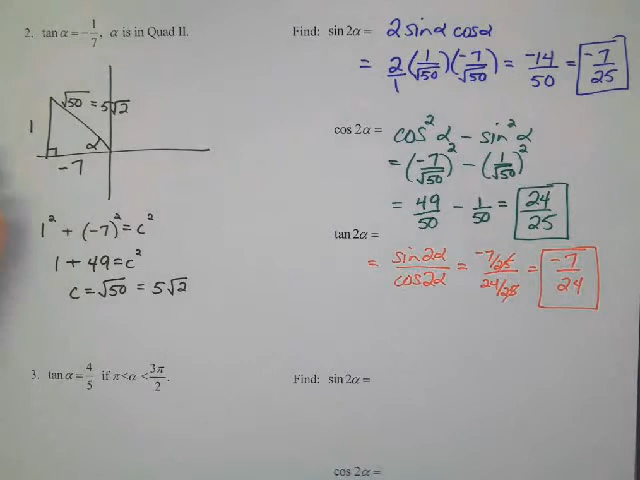 2. tan α = -1/7, α is in Quad II.
Find: sin 2α = 2 sin α cos α
= 2/1 (1/√50)(-7/√50) = -14/50 = -7/25
√50 = 5√2
1
α
-7
cos 2α = cos² α - sin² α
= (-7/√50)² - (1/√50)²
= 49/50 - 1/50 = 24/25
1² + (-7)² = c²
1 + 49 = c²
c = √50 = 5√2
tan 2α =
= sin 2α/cos 2α = (-7/25)/(24/25) = -7/24
3. tan α = 4/5 if π < α < 3π/2.
Find: sin 2α =
cos 2α =